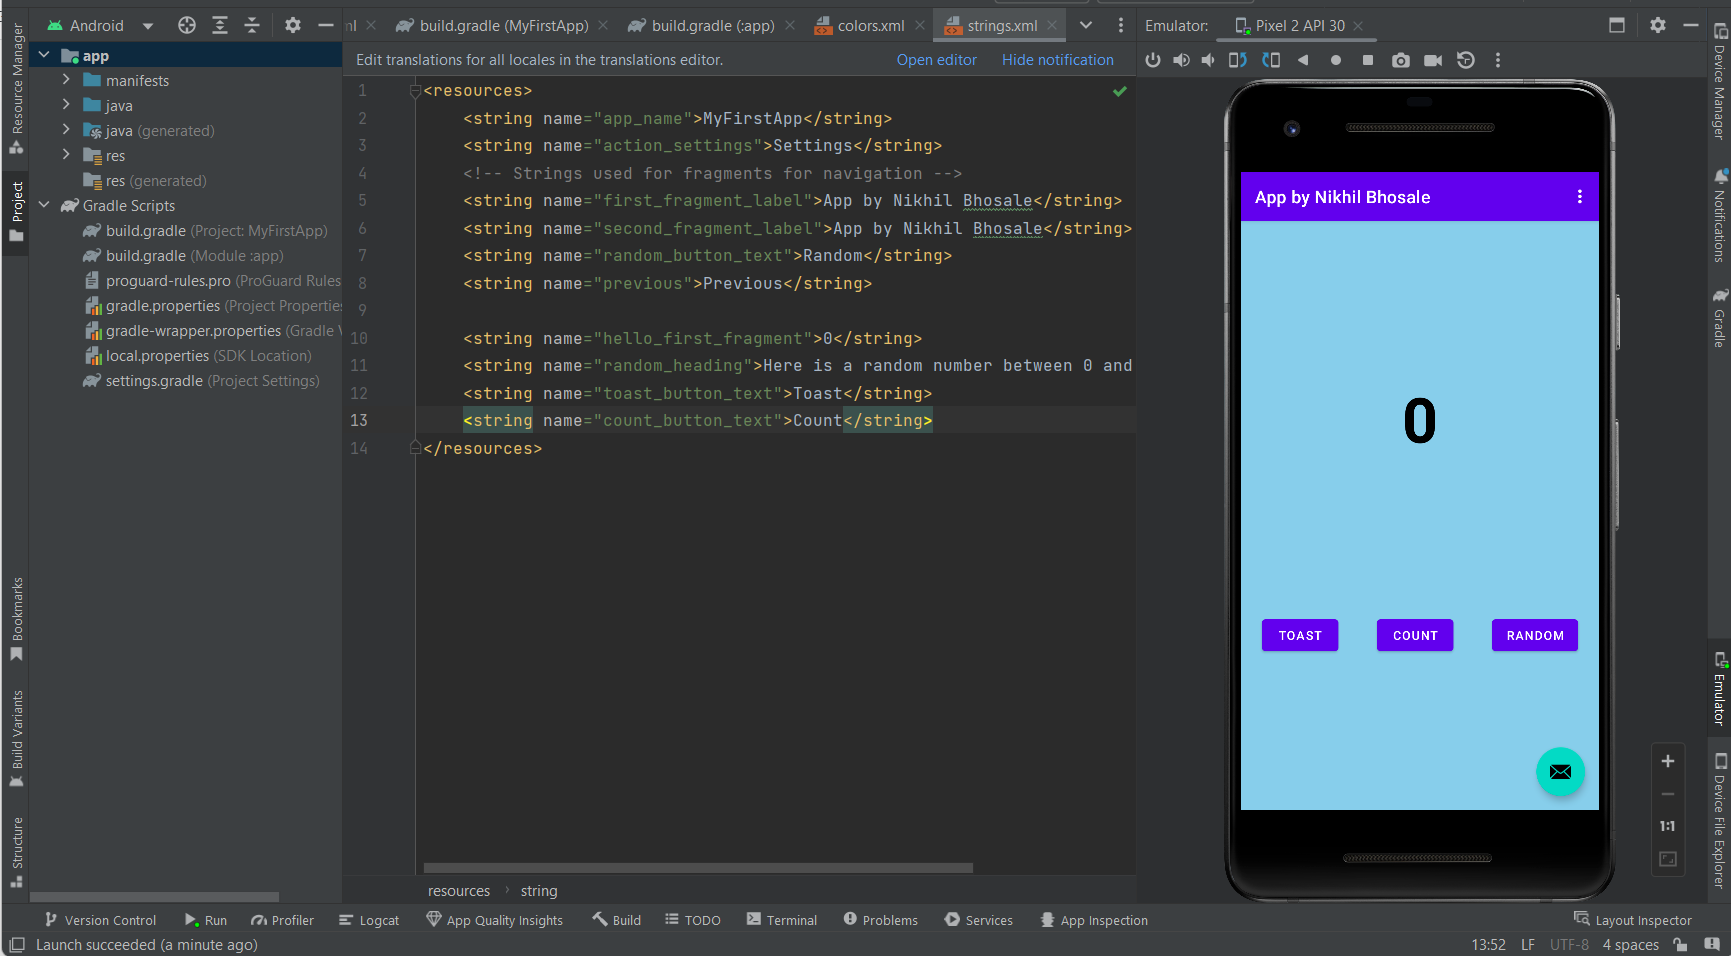 Android
ml
build.gradle (MyFirstApp)
build.gradle (:app)
colors.xml
strings.xml
Emulator:
Pixel 2 API 30
Edit translations for all locales in the translations editor.
Open editor
Hide notification
app
manifests
java
java (generated)
res
res (generated)
Gradle Scripts
build.gradle (Project: MyFirstApp)
build.gradle (Module :app)
proguard-rules.pro (ProGuard Rules
gradle.properties (Project Properties
gradle-wrapper.properties (Gradle
local.properties (SDK Location)
settings.gradle (Project Settings)
1 <resources>
2 <string name="app_name">MyFirstApp</string>
3 <string name="action_settings">Settings</string>
4 <!-- Strings used for fragments for navigation -->
5 <string name="first_fragment_label">App by Nikhil Bhosale</string>
6 <string name="second_fragment_label">App by Nikhil Bhosale</string>
7 <string name="random_button_text">Random</string>
8 <string name="previous">Previous</string>
9
10 <string name="hello_first_fragment">0</string>
11 <string name="random_heading">Here is a random number between 0 and
12 <string name="toast_button_text">Toast</string>
13 <string name="count_button_text">Count</string>
14 </resources>
resources
string
App by Nikhil Bhosale
0
TOAST
COUNT
RANDOM
1:1
Resource Manager
Project
Bookmarks
Build Variants
Structure
Device Manager
Notifications
Gradle
Emulator
Device File Explorer
Version Control
Run
Profiler
Logcat
App Quality Insights
Build
TODO
Terminal
Problems
Services
App Inspection
Layout Inspector
Launch succeeded (a minute ago)
13:52
LF
UTF-8
4 spaces